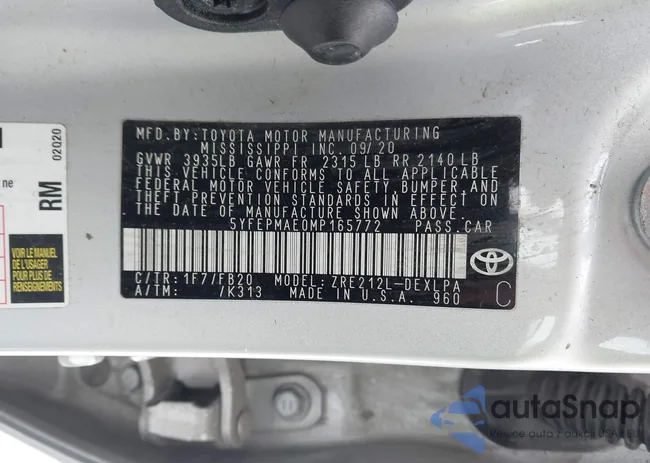 MFD. BY: TOYOTA MOTOR MANUFACTURING
MISSISSIPPI INC. 09/20
GVWR 3935LB GAWR FR 2315 LB RR 2140 LB
THIS VEHICLE CONFORMS TO ALL APPLICABLE
FEDERAL MOTOR VEHICLE SAFETY, BUMPER, AND
THEFT PREVENTION STANDARDS IN EFFECT ON
THE DATE OF MANUFACTURE SHOWN ABOVE.
5YFEPMAE0MP165772 PASS. CAR
C/TR: 1F7/FB20 MODEL: ZRE212L-DEXLPA
A/TM: /K313 MADE IN U.S.A. 960 C
ne
RM
02Q20
MANUEL DE
L'USAGER
POUR PLUS DE
RENSEIGNEMENTS
autoSnap